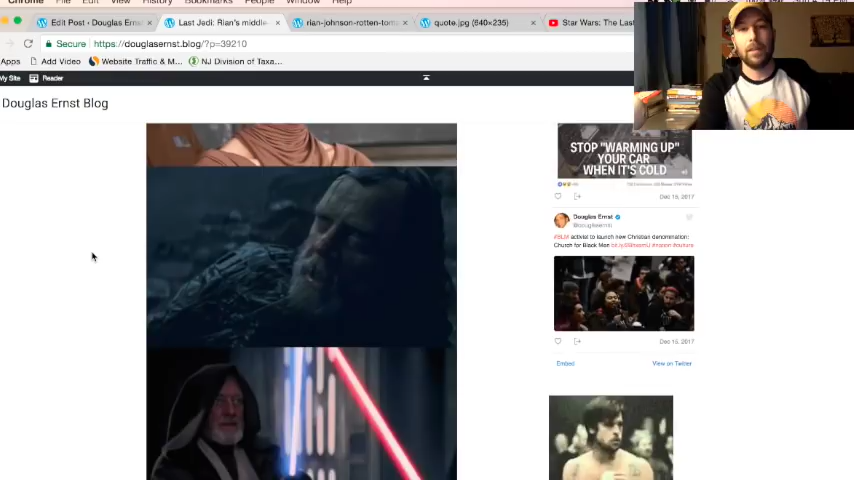 Chrome File Edit View History Bookmarks People Window Help
Edit Post ‹ Douglas Ernst
Last Jedi: Rian's middle-
rian-johnson-rotten-tom
quote.jpg (640×235)
Star Wars: The Last
Secure https://douglasernst.blog/?p=39210
Apps Add Video Website Traffic & M... NJ Division of Taxa...
My Site Reader
Douglas Ernst Blog
STOP "WARMING UP"
YOUR CAR
WHEN IT'S COLD
Dec 15, 2017
Douglas Ernst
@douglasernst
#BLM activist to launch new Christian denomination:
Church for Black Men
Dec 15, 2017
Embed View on Twitter